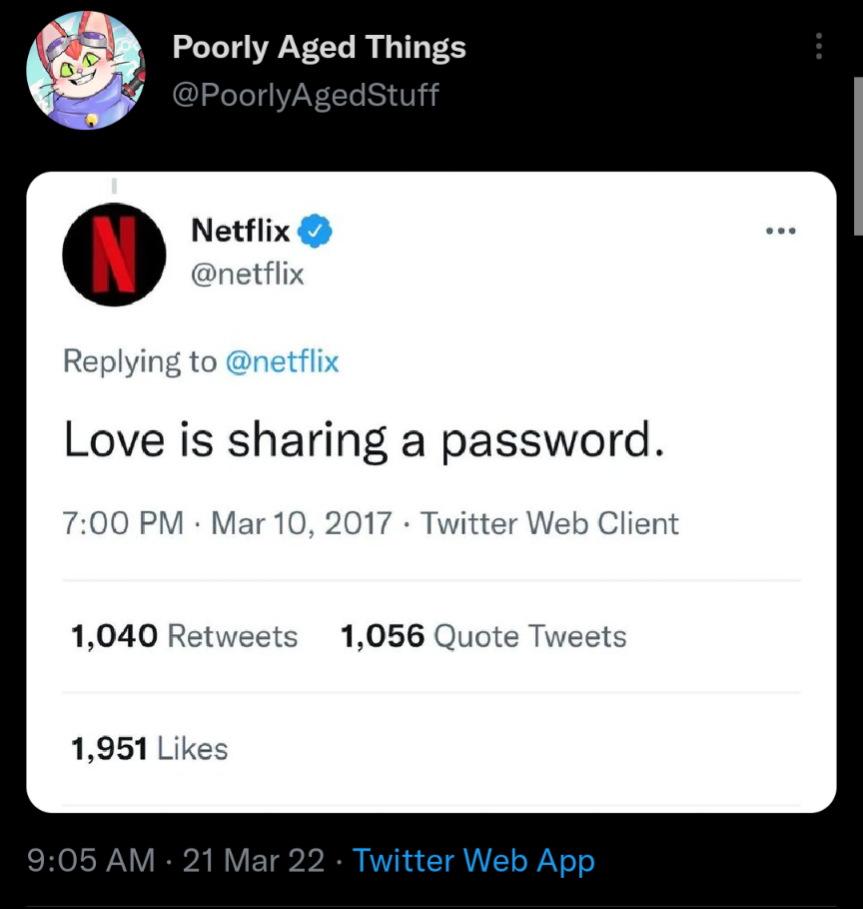 Poorly Aged Things
@PoorlyAgedStuff
N
Netflix
@netflix
Replying to @netflix
Love is sharing a password.
7:00 PM · Mar 10, 2017 · Twitter Web Client
1,040 Retweets 1,056 Quote Tweets
1,951 Likes
9:05 AM · 21 Mar 22 · Twitter Web App